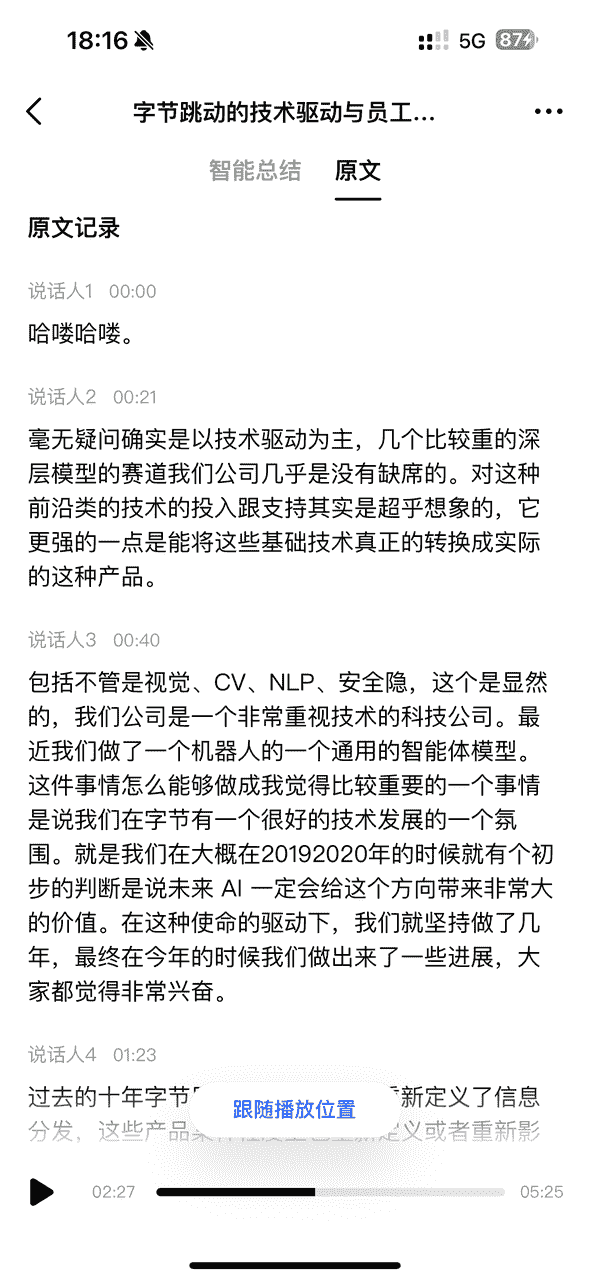 18:16
5G 87
字节跳动的技术驱动与员工...
智能总结 原文
原文记录
说话人1 00:00
哈喽哈喽。
说话人2 00:21
毫无疑问确实是以技术驱动为主，几个比较重的深
层模型的赛道我们公司几乎是没有缺席的。对这种
前沿类的技术的投入跟支持其实是超乎想象的，它
更强的一点是能将这些基础技术真正的转换成实际
的这种产品。
说话人3 00:40
包括不管是视觉、CV、NLP、安全隐，这个是显然
的，我们公司是一个非常重视技术的科技公司。最
近我们做了一个机器人的一个通用的智能体模型。
这件事情怎么能够做成我觉得比较重要的一个事情
是说我们在字节有一个很好的技术发展的一个氛
围。就是我们在大概在20192020年的时候就有个初
步的判断是说未来 AI 一定会给这个方向带来非常大
的价值。在这种使命的驱动下，我们就坚持做了几
年，最终在今年的时候我们做出来了一些进展，大
家都觉得非常兴奋。
说话人4 01:23
过去的十年字节 新定义了信息
分发，这些产品 定义或者重新影
跟随播放位置
02:27 05:25